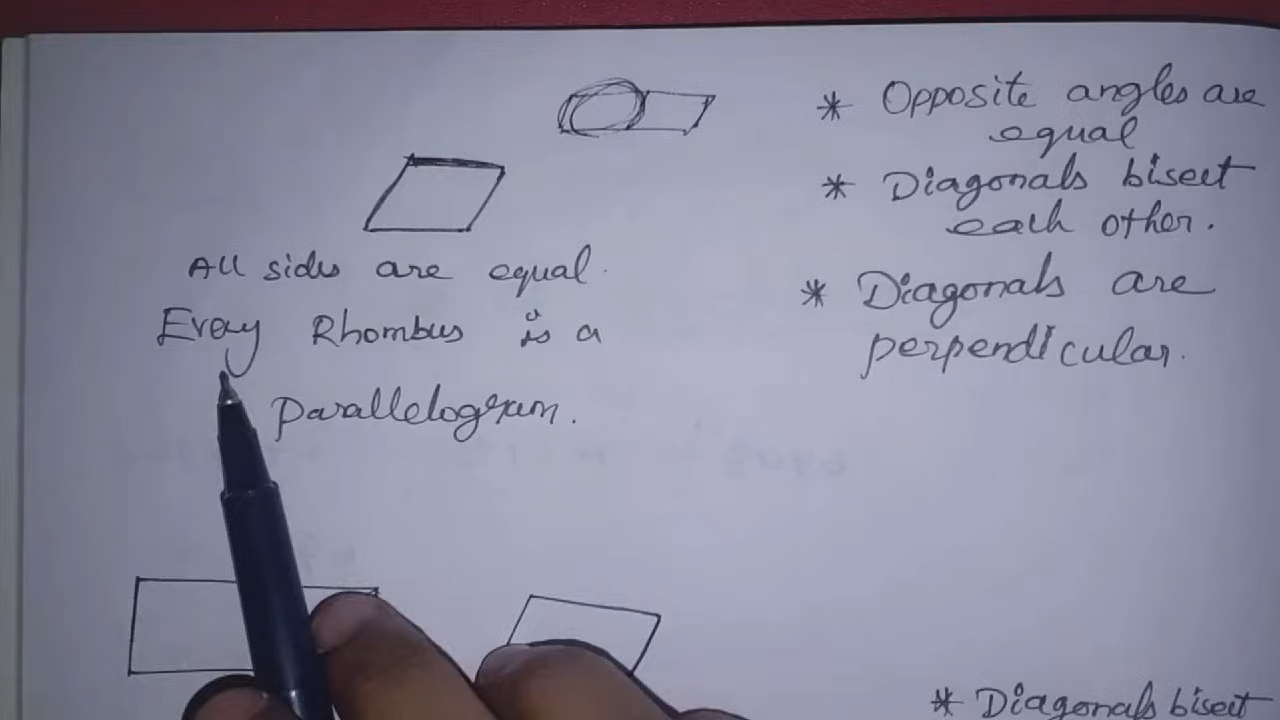 * Opposite angles are
equal
* Diagonals bisect
each other.
* Diagonals are
perpendicular.
All sides are equal.
Every Rhombus is a
Parallelogram.
* Diagonals bisect